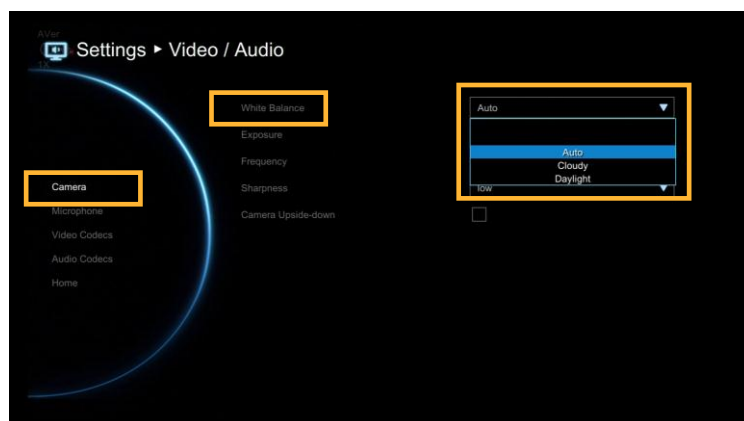 AVer
Settings ► Video / Audio
1X
White Balance
Auto ▼
Exposure
Frequency
Auto
Cloudy
Daylight
Camera
Sharpness
low ▼
Microphone
Camera Upside-down
Video Codecs
Audio Codecs
Home